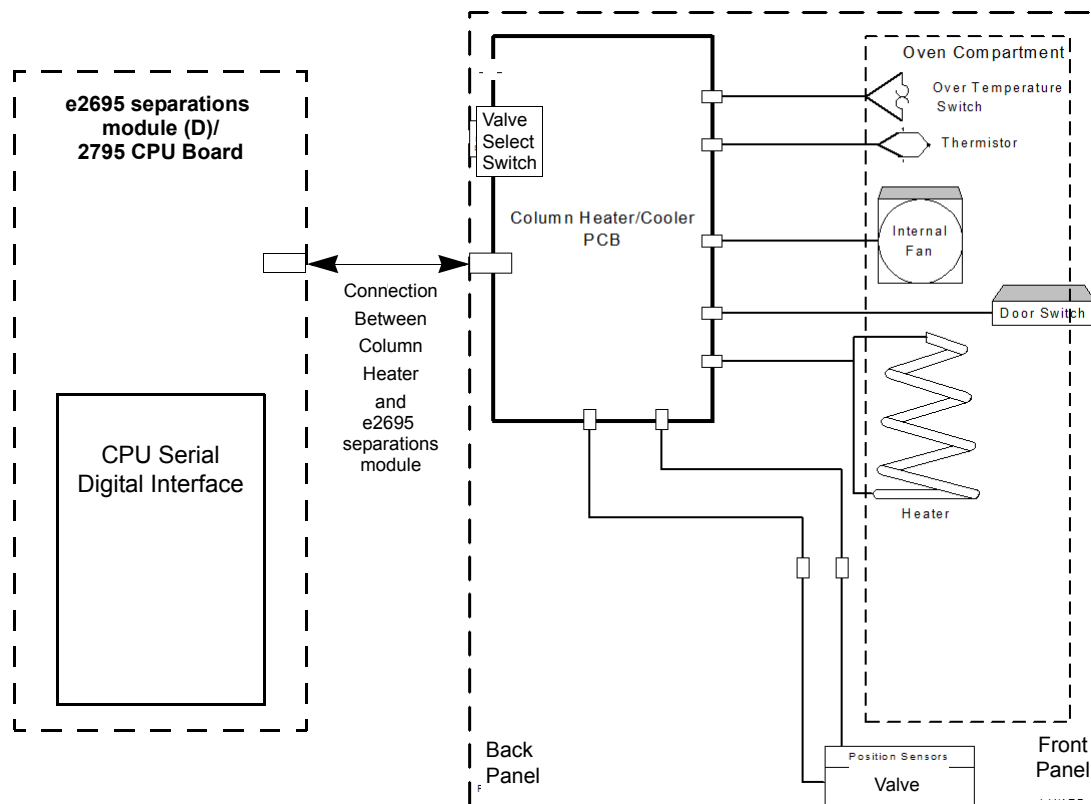 e2695 separations
module (D)/
2795 CPU Board
CPU Serial
Digital Interface
Connection
Between
Column
Heater
and
e2695
separations
module
Valve
Select
Switch
Column Heater/Cooler
PCB
Oven Compartment
Over Temperature
Switch
Thermistor
Internal
Fan
Door Switch
Heater
Back
Panel
Position Sensors
Valve
Front
Panel